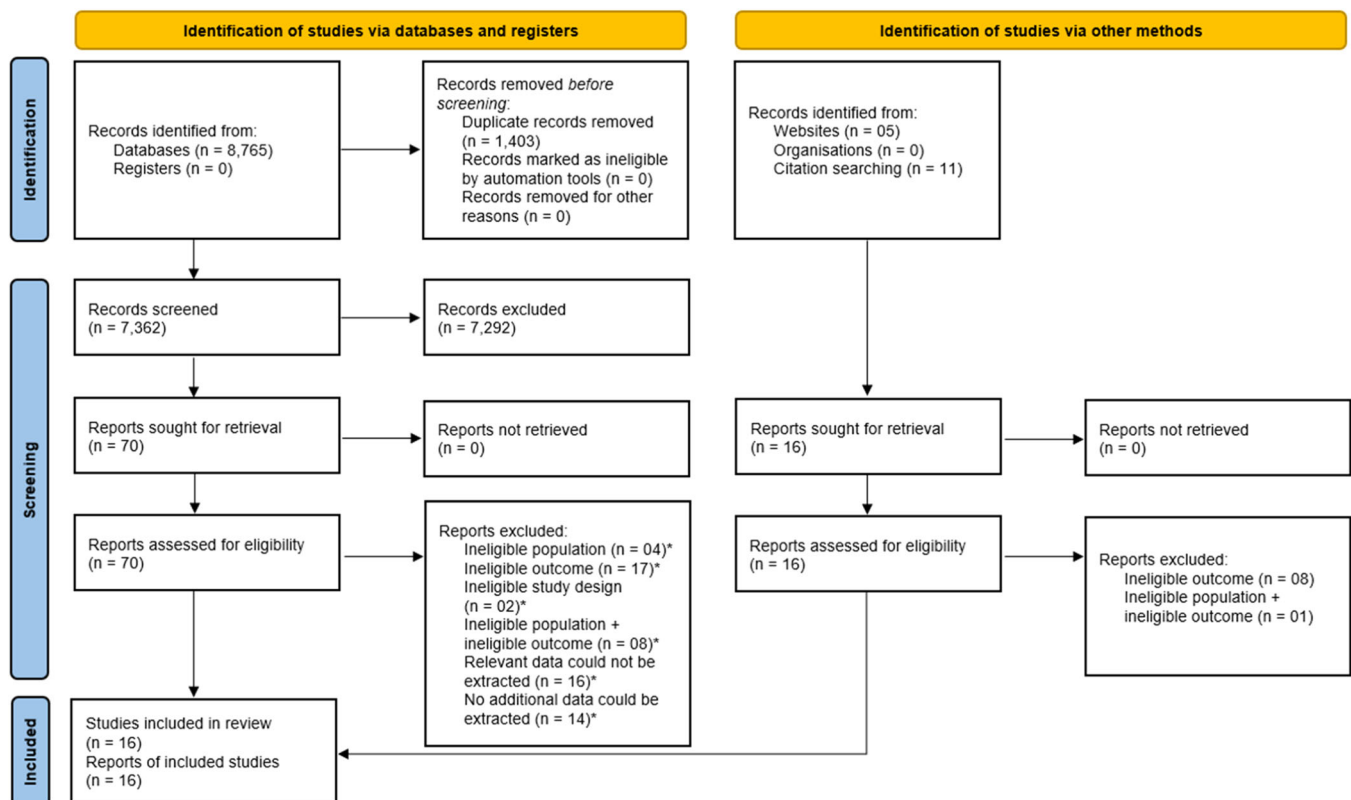 Identification of studies via databases and registers
Identification of studies via other methods
Identification
Records identified from:
Databases (n = 8,765)
Registers (n = 0)
Records removed before
screening:
Duplicate records removed
(n = 1,403)
Records marked as ineligible
by automation tools (n = 0)
Records removed for other
reasons (n = 0)
Records identified from:
Websites (n = 05)
Organisations (n = 0)
Citation searching (n = 11)
Screening
Records screened
(n = 7,362)
Records excluded
(n = 7,292)
Reports sought for retrieval
(n = 70)
Reports not retrieved
(n = 0)
Reports sought for retrieval
(n = 16)
Reports not retrieved
(n = 0)
Reports assessed for eligibility
(n = 70)
Reports excluded:
Ineligible population (n = 04)*
Ineligible outcome (n = 17)*
Ineligible study design
(n = 02)*
Ineligible population +
ineligible outcome (n = 08)*
Relevant data could not be
extracted (n = 16)*
No additional data could be
extracted (n = 14)*
Reports assessed for eligibility
(n = 16)
Reports excluded:
Ineligible outcome (n = 08)
Ineligible population +
ineligible outcome (n = 01)
Included
Studies included in review
(n = 16)
Reports of included studies
(n = 16)